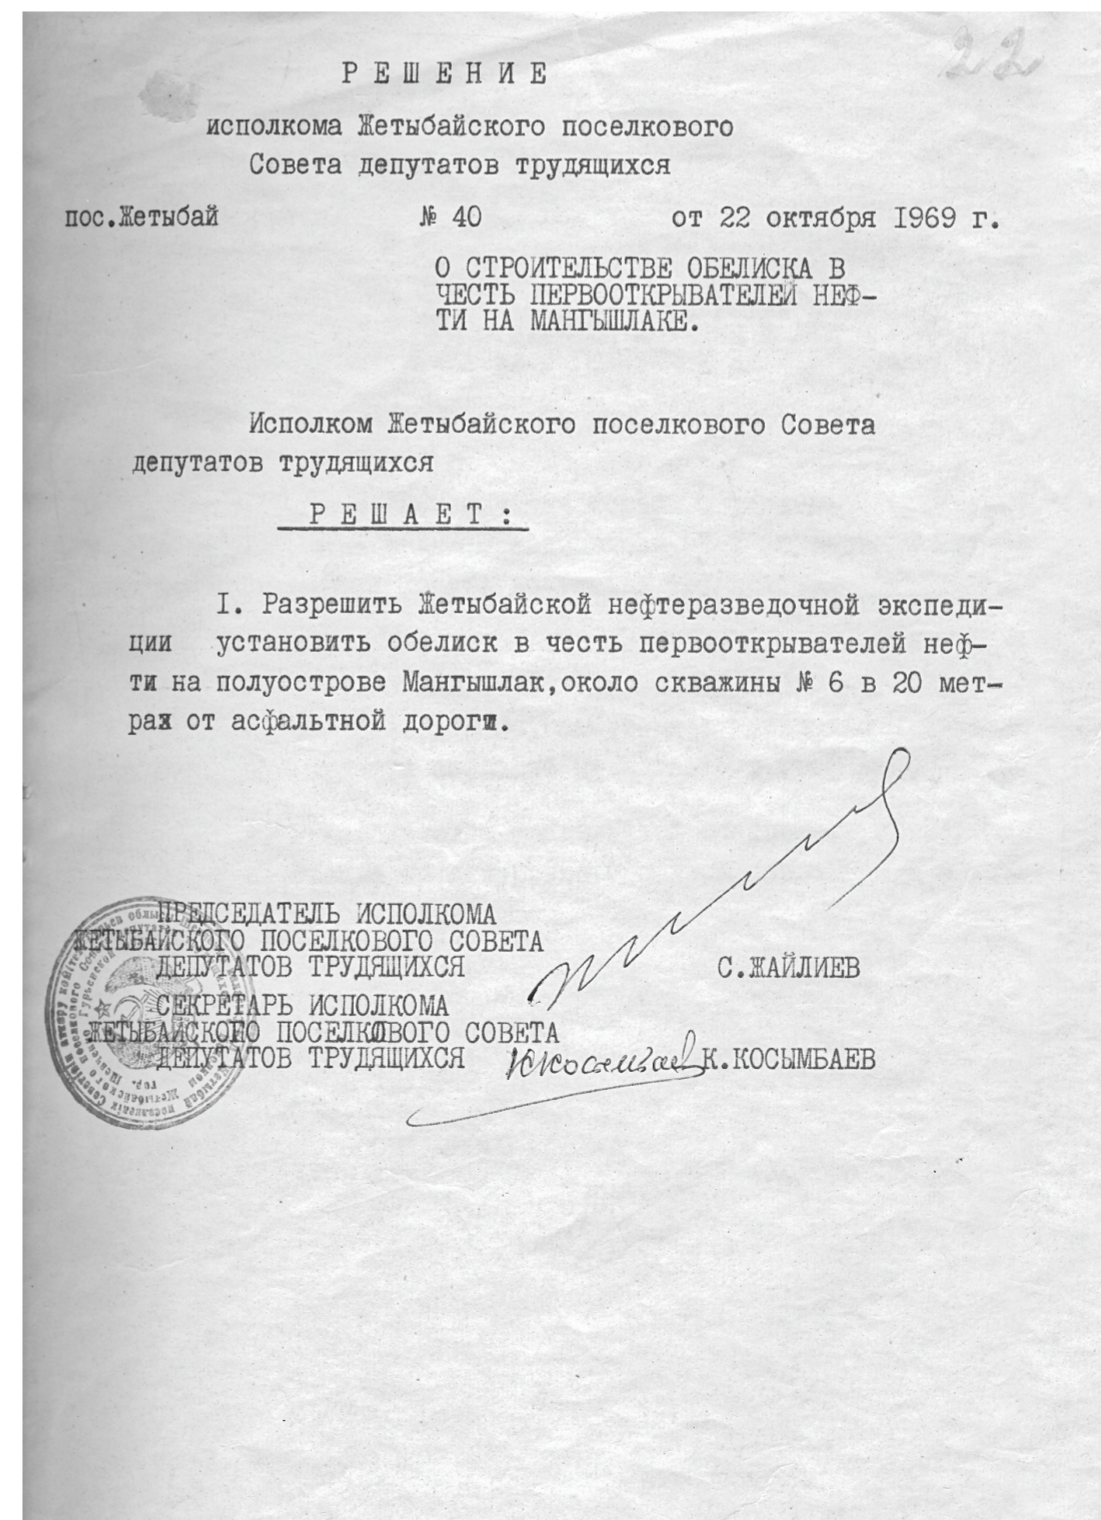 22
Р Е Ш Е Н И Е
исполкома Жетыбайского поселкового
Совета депутатов трудящихся
пос.Жетыбай № 40 от 22 октября I969 г.
О СТРОИТЕЛЬСТВЕ ОБЕЛИСКА В
ЧЕСТЬ ПЕРВООТКРЫВАТЕЛЕЙ НЕФ-
ТИ НА МАНГЫШЛАКЕ.
Исполком Жетыбайского поселкового Совета
депутатов трудящихся
Р Е Ш А Е Т :
I. Разрешить Жетыбайской нефтеразведочной экспеди-
ции установить обелиск в честь первооткрывателей неф-
ти на полуострове Мангышлак,около скважины № 6 в 20 мет-
рах от асфальтной дороги.
ПРЕДСЕДАТЕЛЬ ИСПОЛКОМА
ЖЕТЫБАЙСКОГО ПОСЕЛКОВОГО СОВЕТА
ДЕПУТАТОВ ТРУДЯЩИХСЯ С.ЖАЙЛИЕВ
СЕКРЕТАРЬ ИСПОЛКОМА
ЖЕТЫБАЙСКОГО ПОСЕЛКОВОГО СОВЕТА
ДЕПУТАТОВ ТРУДЯЩИХСЯ К.КОСЫМБАЕВ